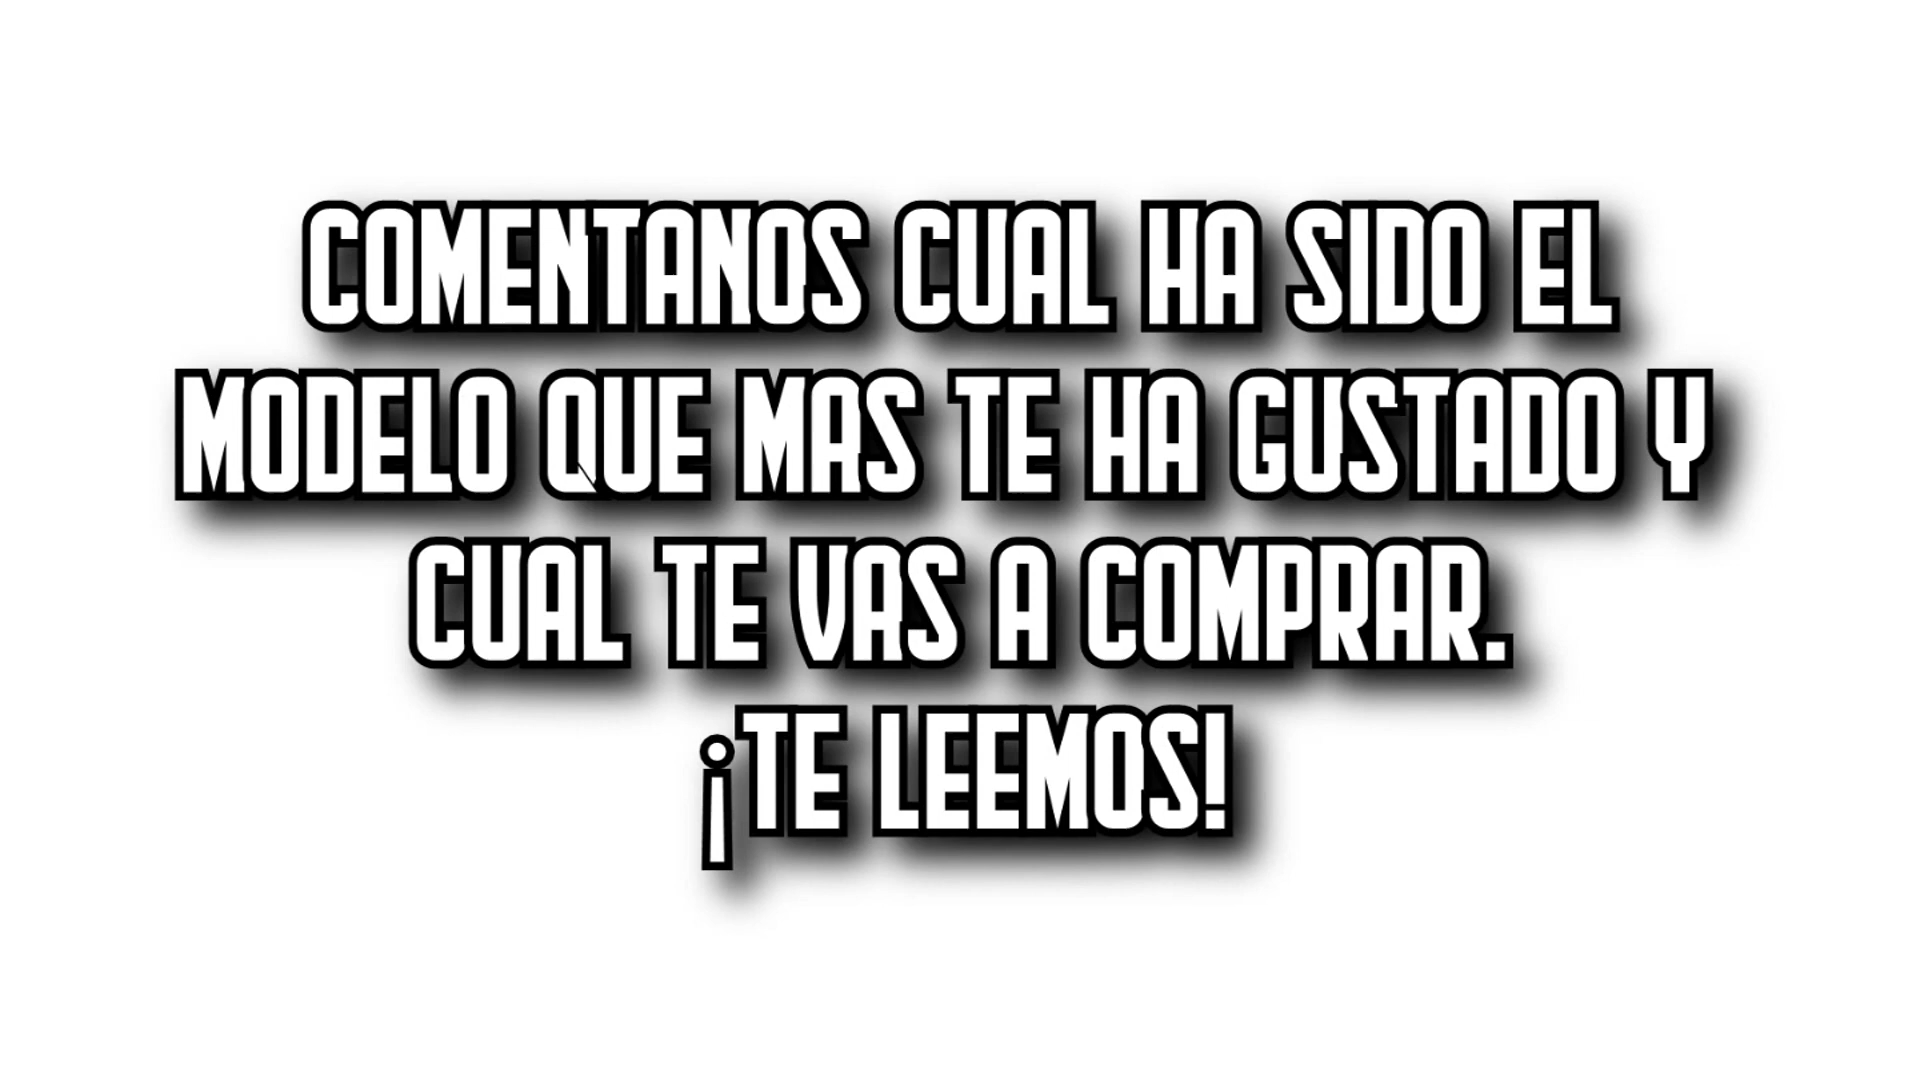 COMENTANOS CUAL HA SIDO EL
MODELO QUE MAS TE HA GUSTADO Y
CUAL TE VAS A COMPRAR.
¡TE LEEMOS!